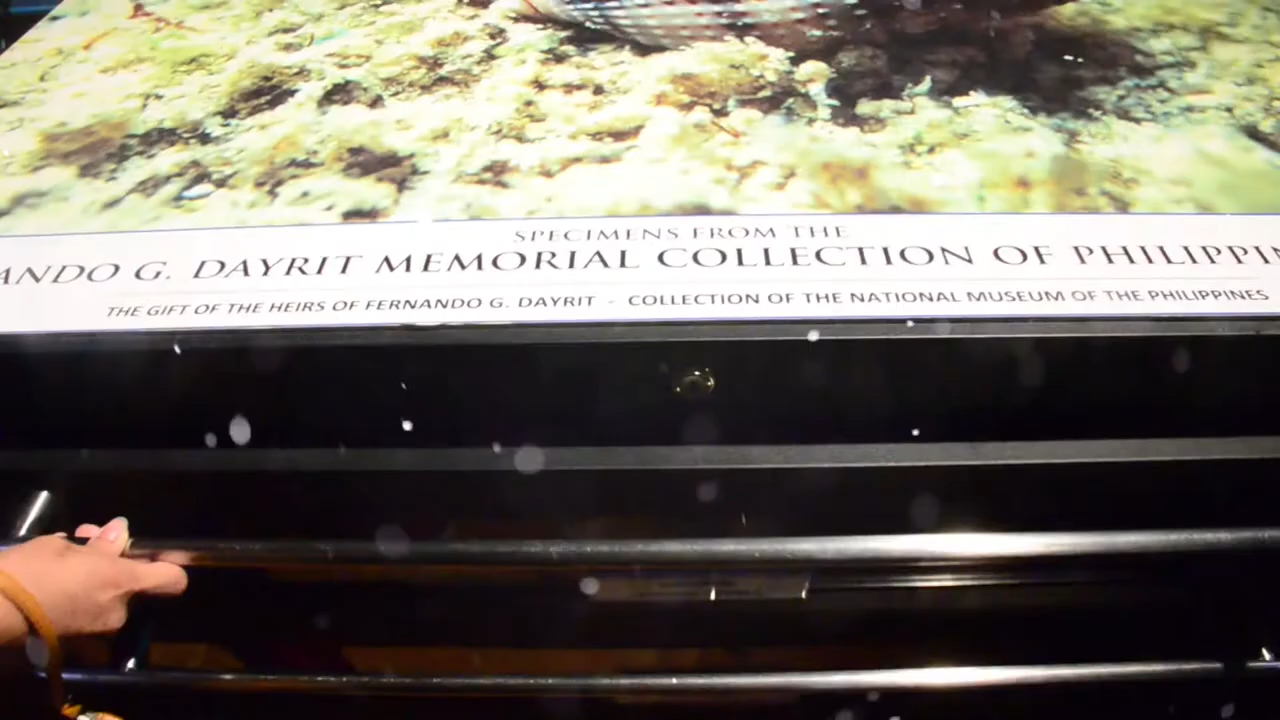 SPECIMENS FROM THE
ANDO G. DAYRIT MEMORIAL COLLECTION OF PHILIPPIN
THE GIFT OF THE HEIRS OF FERNANDO G. DAYRIT - COLLECTION OF THE NATIONAL MUSEUM OF THE PHILIPPINES